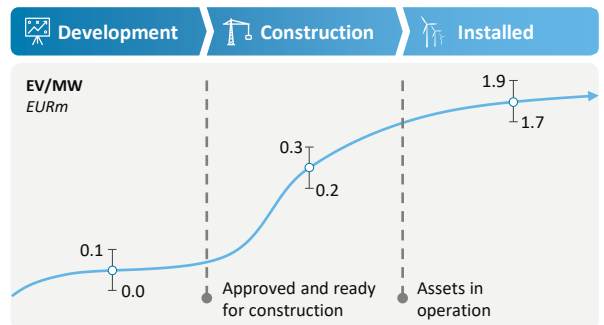 Development
Construction
Installed
EV/MW
EURm
1.9
1.7
0.3
0.2
0.1
0.0
Approved and ready
for construction
Assets in
operation